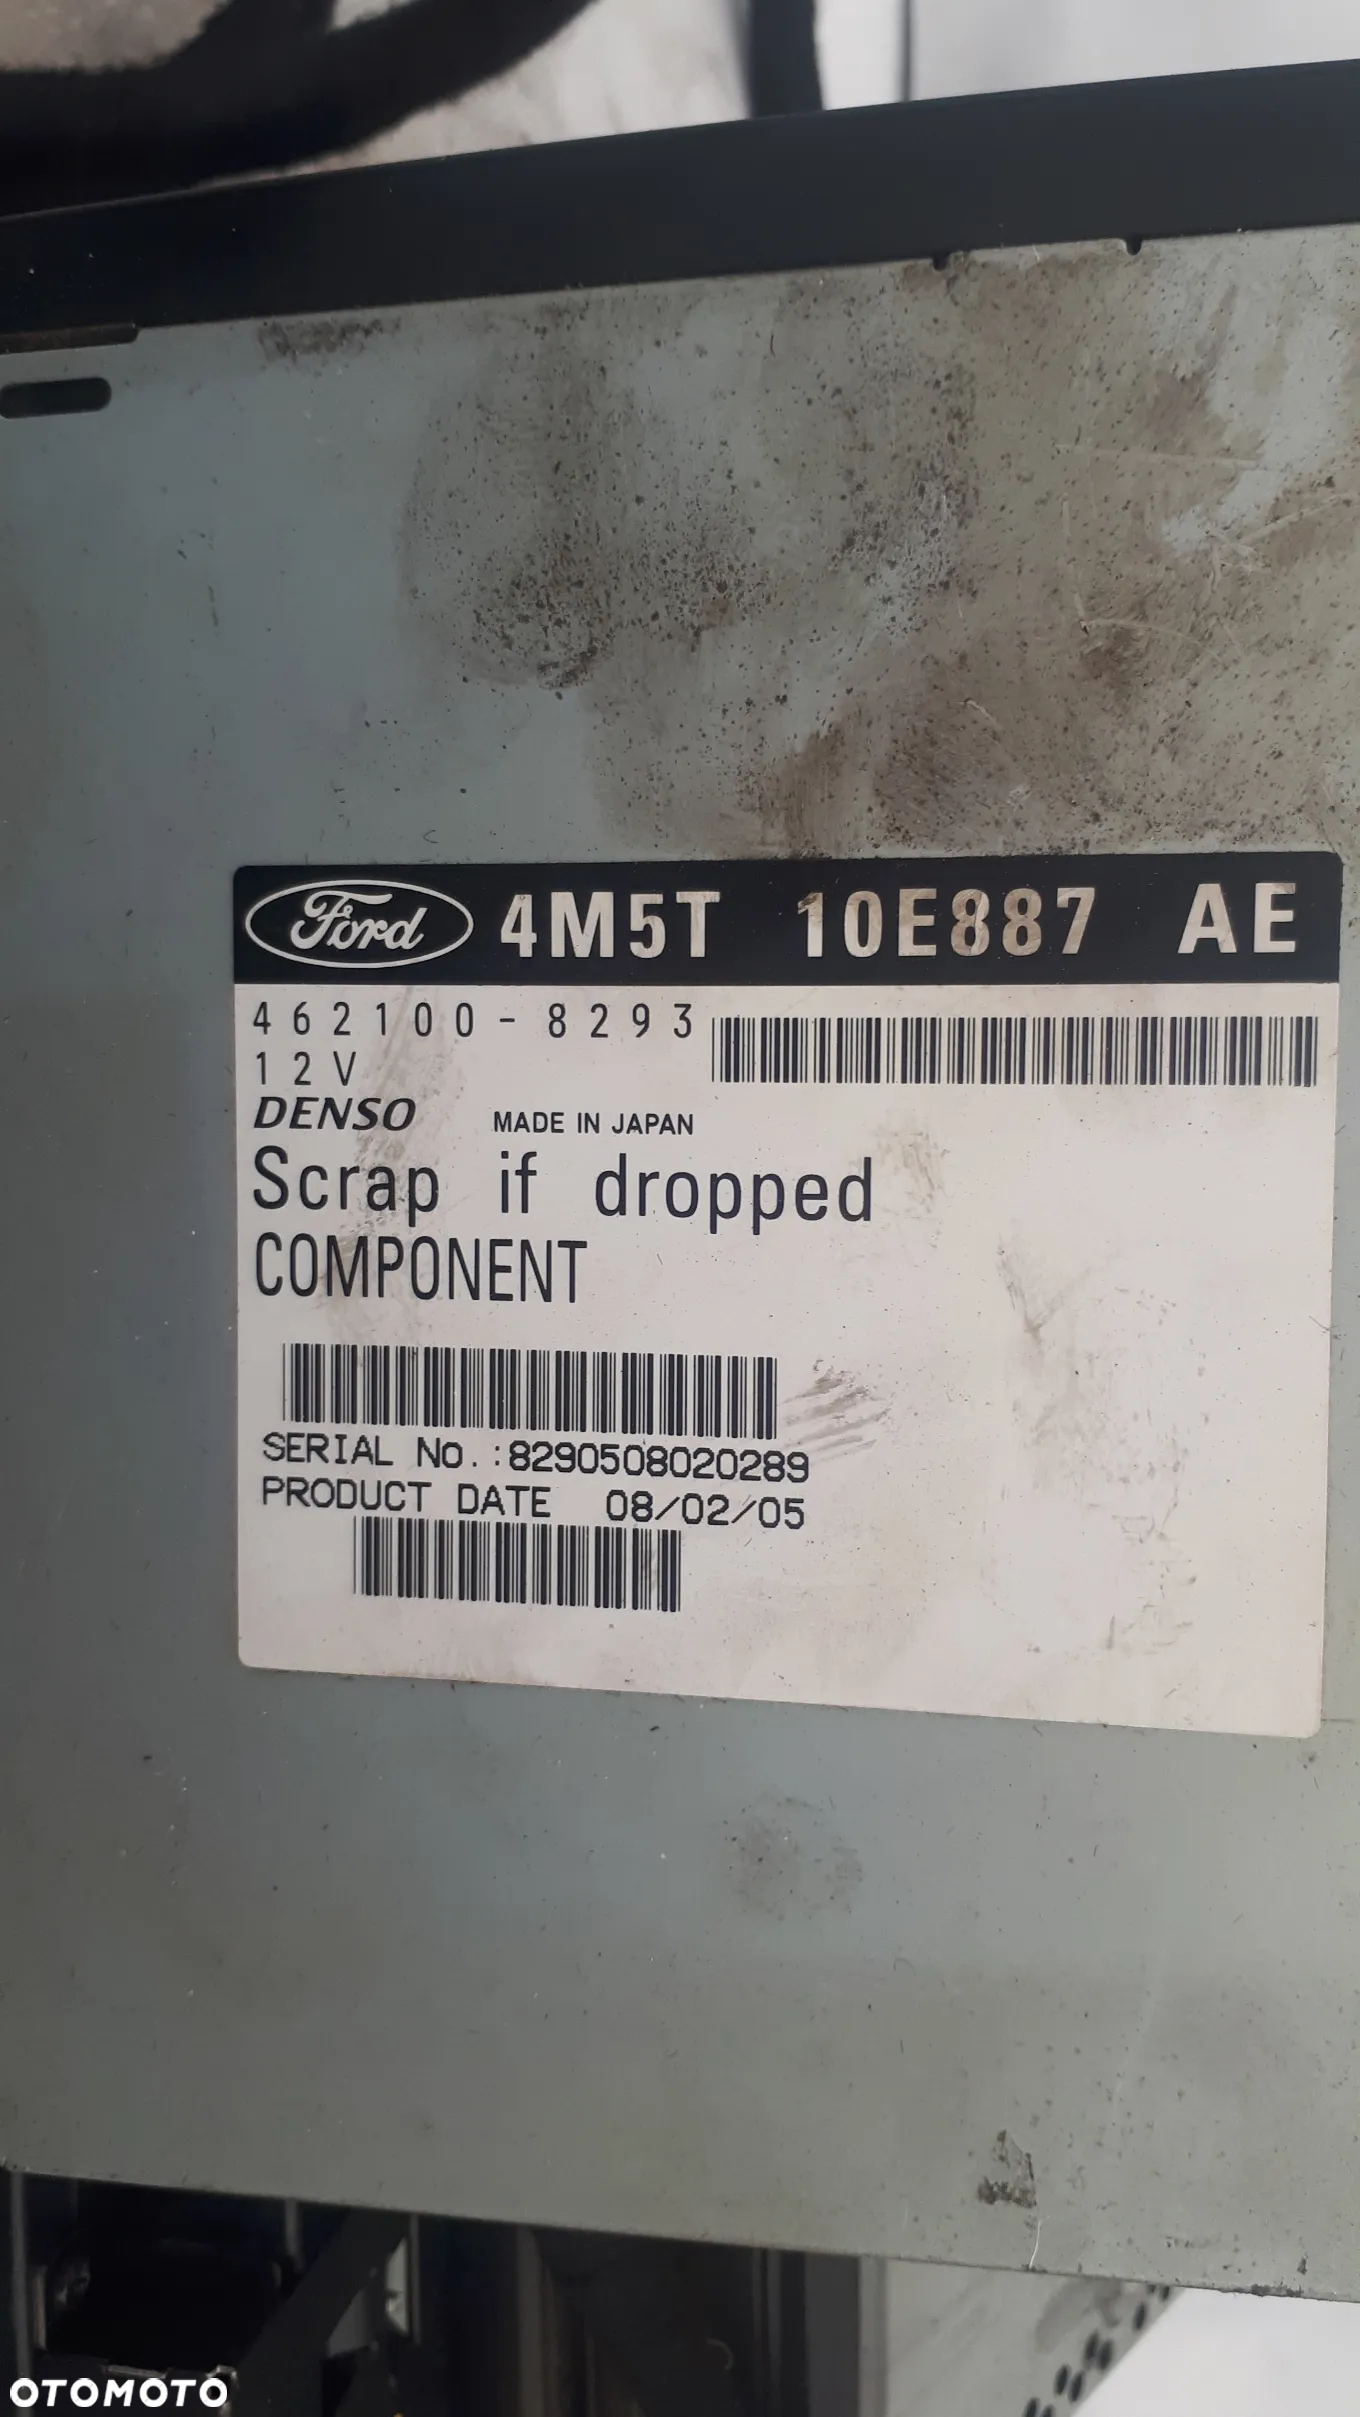 Ford 4M5T 10E887 AE
462100-8293
12V
DENSO MADE IN JAPAN
Scrap if dropped
COMPONENT
SERIAL No.:8290508020289
PRODUCT DATE 08/02/05
OTOMOTO